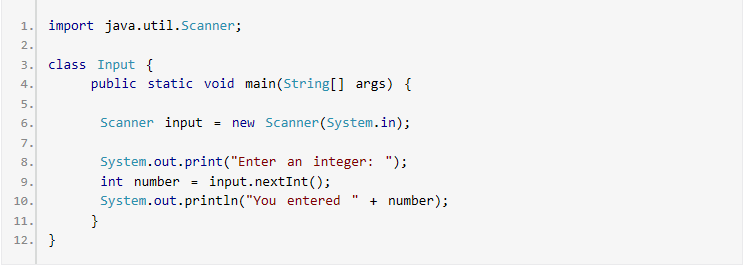 1. import java.util.Scanner;
2.
3. class Input {
4. public static void main(String[] args) {
5.
6. Scanner input = new Scanner(System.in);
7.
8. System.out.print("Enter an integer: ");
9. int number = input.nextInt();
10. System.out.println("You entered " + number);
11. }
12. }